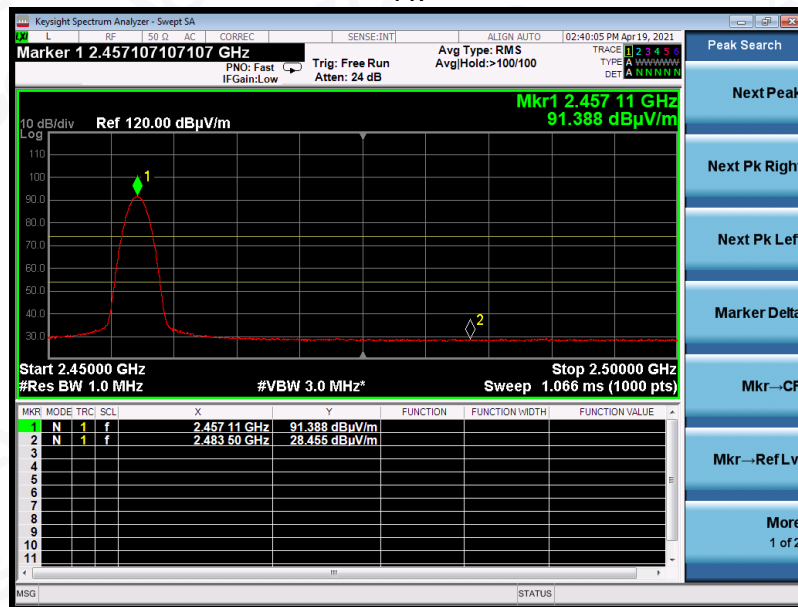 Keysight Spectrum Analyzer - Swept SA
LXI L RF 50 Ω AC CORREC SENSE:INT ALIGN AUTO 02:40:05 PM Apr 19, 2021
Marker 1 2.457107107107 GHz
PNO: Fast
IFGain:Low
Trig: Free Run
Atten: 24 dB
Avg Type: RMS
Avg|Hold:>100/100
TRACE 1 2 3 4 5 6
TYPE A WWWWW
DET A N N N N N
Peak Search
Next Peak
Next Pk Right
Next Pk Left
Marker Delta
Mkr→CF
Mkr→Ref Lv
More
1 of 2
Mkr1 2.457 11 GHz
91.388 dBµV/m
10 dB/div Ref 120.00 dBµV/m
Log
110
100
90.0
80.0
70.0
60.0
50.0
40.0
30.0
1
2
Start 2.45000 GHz Stop 2.50000 GHz
#Res BW 1.0 MHz #VBW 3.0 MHz* Sweep 1.066 ms (1000 pts)
MKR MODE TRC SCL X Y FUNCTION FUNCTION WIDTH FUNCTION VALUE
1 N 1 f 2.457 11 GHz 91.388 dBµV/m
2 N 1 f 2.483 50 GHz 28.455 dBµV/m
3
4
5
6
7
8
9
10
11
MSG STATUS